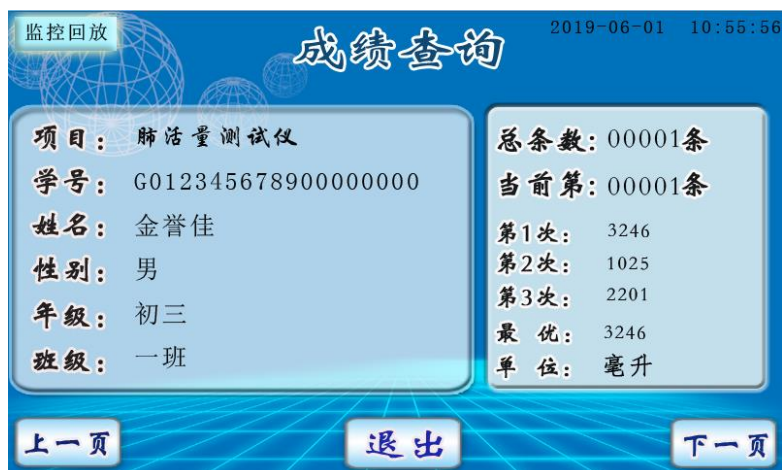 监控回放
成绩查询
2019-06-01 10:55:56
项目： 肺活量测试仪
学号： G012345678900000000
姓名： 金誉佳
性别： 男
年级： 初三
班级： 一班
总条数：00001条
当前第：00001条
第1次： 3246
第2次： 1025
第3次： 2201
最 优： 3246
单 位： 毫升
上一页
退出
下一页